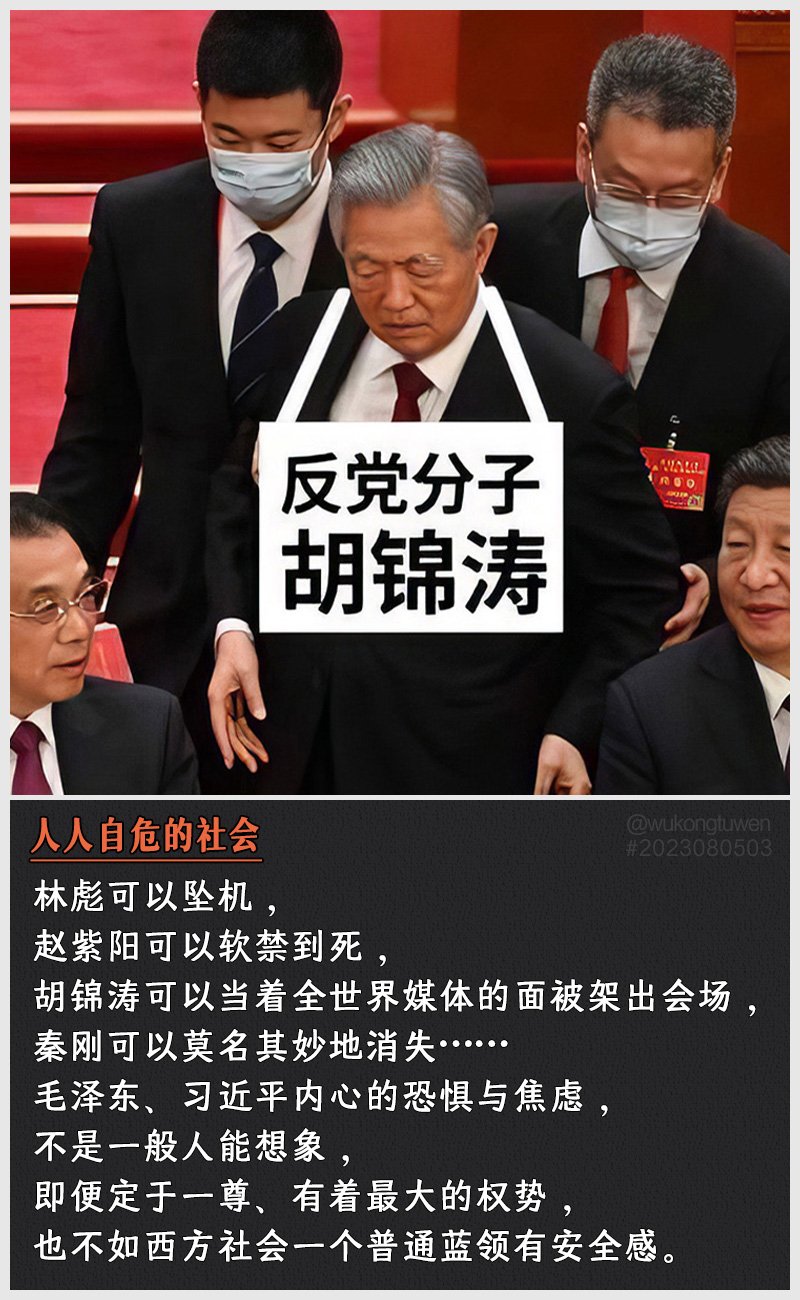 反党分子
胡锦涛
人人自危的社会
@wukongtuwen
#2023080503
林彪可以坠机，
赵紫阳可以软禁到死，
胡锦涛可以当着全世界媒体的面被架出会场，
秦刚可以莫名其妙地消失……
毛泽东、习近平内心的恐惧与焦虑，
不是一般人能想象，
即便定于一尊、有着最大的权势，
也不如西方社会一个普通蓝领有安全感。